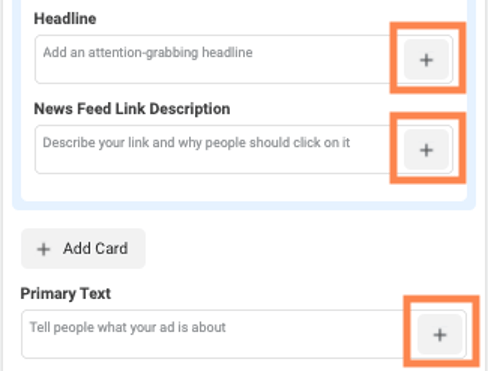 Headline
Add an attention-grabbing headline
+
News Feed Link Description
Describe your link and why people should click on it
+
+ Add Card
Primary Text
Tell people what your ad is about
+